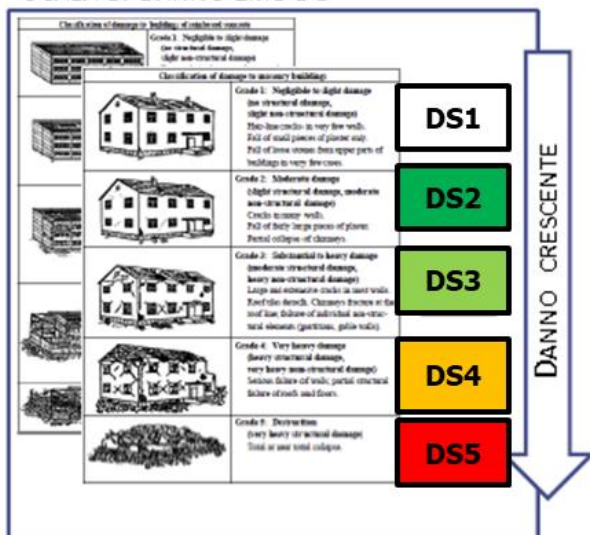 Classification of damage to buildings of reinforced concrete
Grade 1: Negligible to slight damage
(no structural damage,
slight non-structural damage)
Classification of damage to masonry buildings
Grade 1: Negligible to slight damage
(no structural damage,
slight non-structural damage)
Hair-line cracks in very few walls.
Fall of small pieces of plaster only.
Fall of loose stones from upper parts of
buildings in very few cases.
DS1
Grade 2: Moderate damage
(slight structural damage, moderate
non-structural damage)
Cracks in many walls.
Fall of fairly large pieces of plaster.
Partial collapse of chimneys.
DS2
Grade 3: Substantial to heavy damage
(moderate structural damage,
heavy non-structural damage)
Large and extensive cracks in most walls.
Roof tiles detach. Chimneys fracture at the
roof line; failure of individual non-struc-
tural elements (partitions, gable walls).
DS3
Grade 4: Very heavy damage
(heavy structural damage,
very heavy non-structural damage)
Serious failure of walls; partial structural
failure of roofs and floors.
DS4
Grade 5: Destruction
(very heavy structural damage)
Total or near total collapse.
DS5
DANNO CRESCENTE